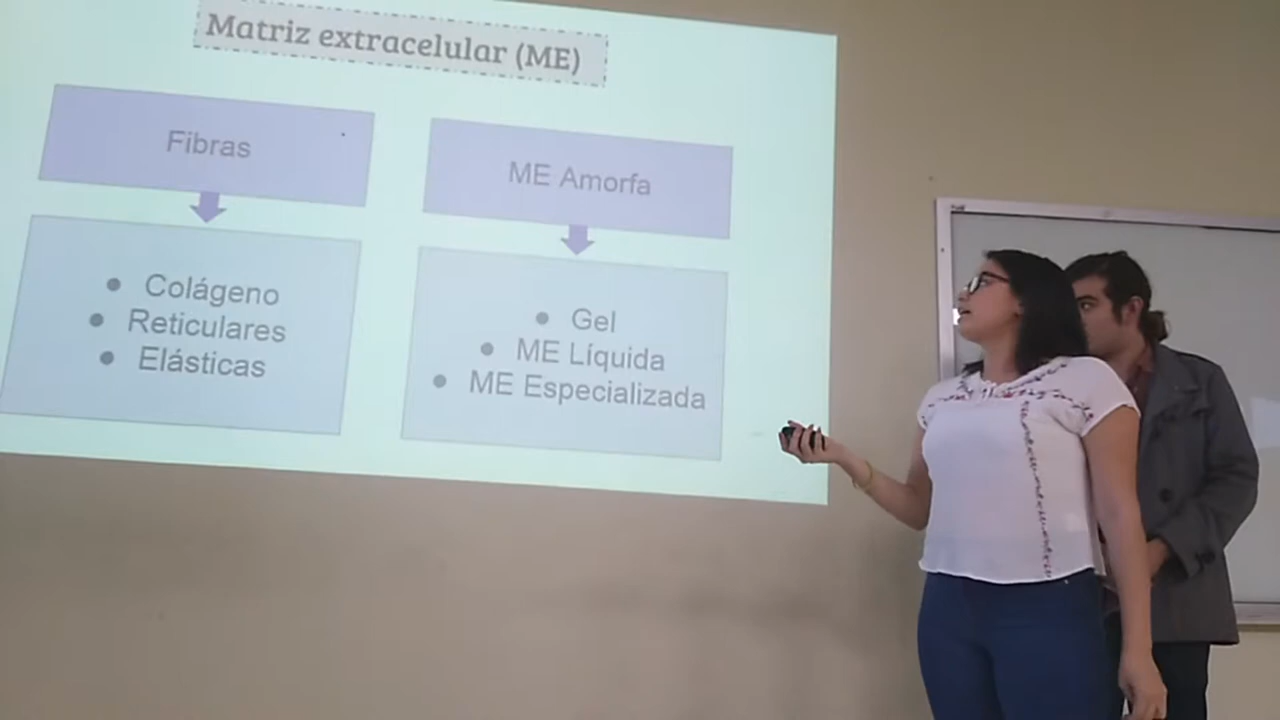 Matriz extracelular (ME)
Fibras
Colágeno
Reticulares
Elásticas
ME Amorfa
Gel
ME Líquida
ME Especializada